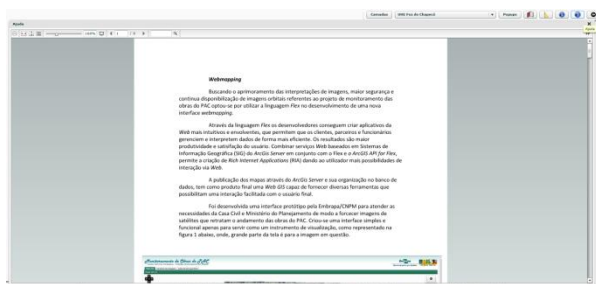 Camadas UHE Foz do Chapecó Pesquisar
Ajuda
Webmapping
Buscando o aprimoramento das interpretações de imagens, maior segurança e
contínua disponibilização de imagens orbitais referentes ao projeto de monitoramento das
obras do PAC optou-se por utilizar a linguagem Flex no desenvolvimento de uma nova
interface webmapping.
Através da linguagem Flex os desenvolvedores conseguem criar aplicativos da
Web mais intuitivos e envolventes, que permitem que os clientes, parceiros e funcionários
gerenciem e interpretem dados de forma mais eficiente. Os resultados são maior
produtividade e satisfação do usuário. Combinar serviços Web baseados em Sistemas de
Informação Geográfica (SIG) do ArcGis Server em conjunto com o Flex e a ArcGIS API for Flex,
permite a criação de Rich Internet Applications (RIA) dando ao utilizador mais possibilidades de
interação via Web.
A publicação dos mapas através do ArcGis Server e sua organização no banco de
dados, tem como produto final uma Web GIS capaz de fornecer diversas ferramentas que
possibilitam uma interação facilitada com o usuário final.
Foi desenvolvida uma interface protótipo pela Embrapa/CNPM para atender as
necessidades da Casa Civil e Ministério do Planejamento de modo a fornecer imagens de
satélites que retratam o andamento das obras do PAC. Criou-se uma interface simples e
funcional apenas para servir como um instrumento de visualização, como representado na
figura 1 abaixo, onde, grande parte da tela é para a imagem em questão.
Monitoramento de Obras do PAC